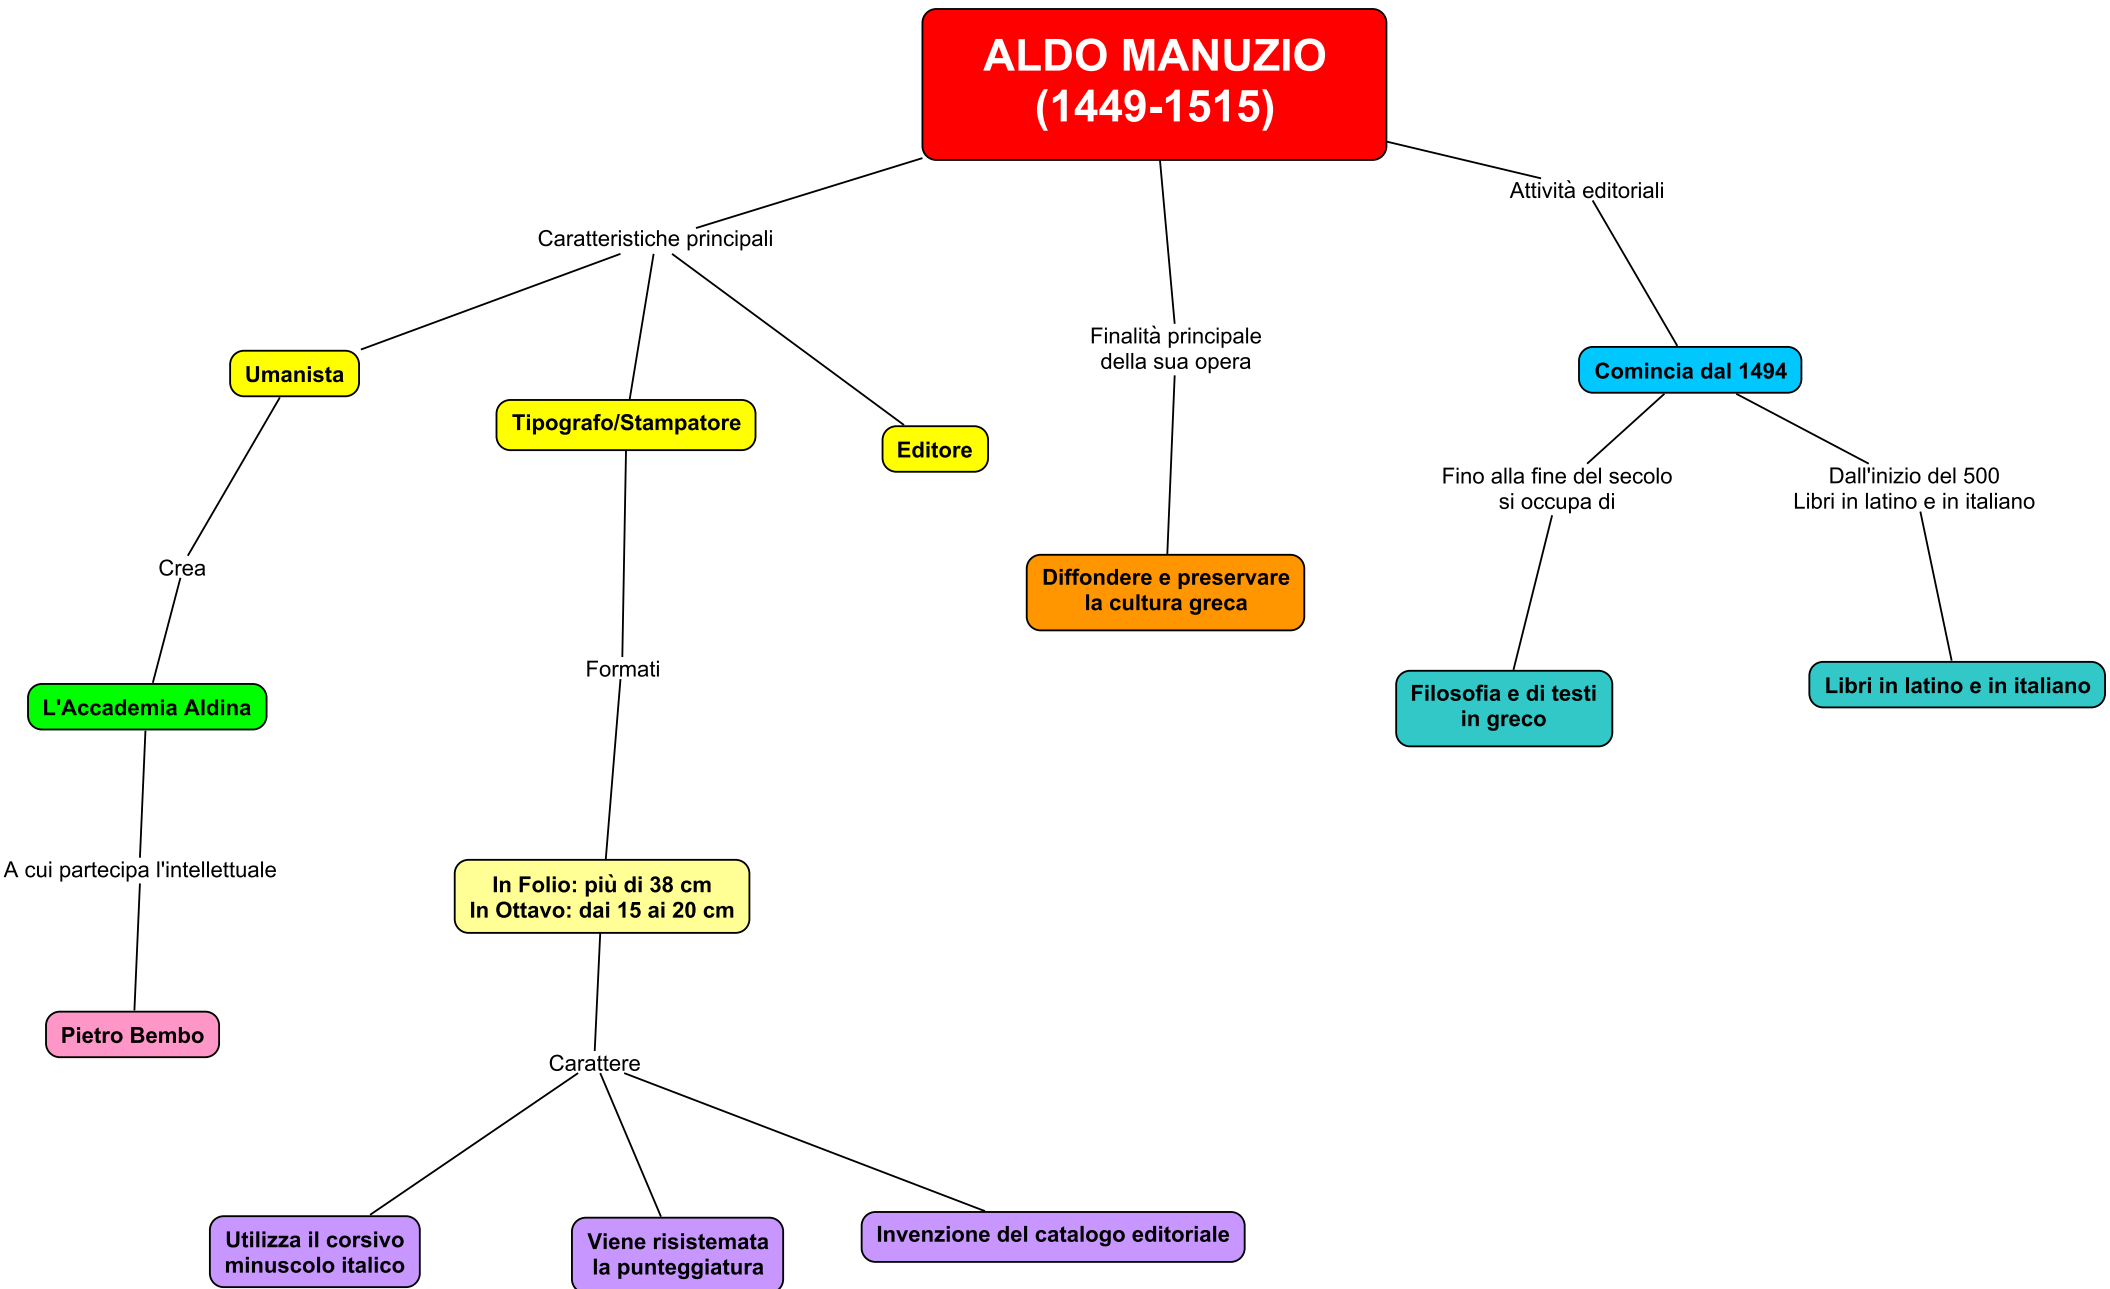 ALDO MANUZIO
(1449-1515)
Attività editoriali
Caratteristiche principali
Finalità principale
della sua opera
Umanista
Comincia dal 1494
Tipografo/Stampatore
Editore
Fino alla fine del secolo
si occupa di
Dall'inizio del 500
Libri in latino e in italiano
Crea
Diffondere e preservare
la cultura greca
Formati
L'Accademia Aldina
Filosofia e di testi
in greco
Libri in latino e in italiano
A cui partecipa l'intellettuale
In Folio: più di 38 cm
In Ottavo: dai 15 ai 20 cm
Pietro Bembo
Carattere
Utilizza il corsivo
minuscolo italico
Viene risistemata
la punteggiatura
Invenzione del catalogo editoriale